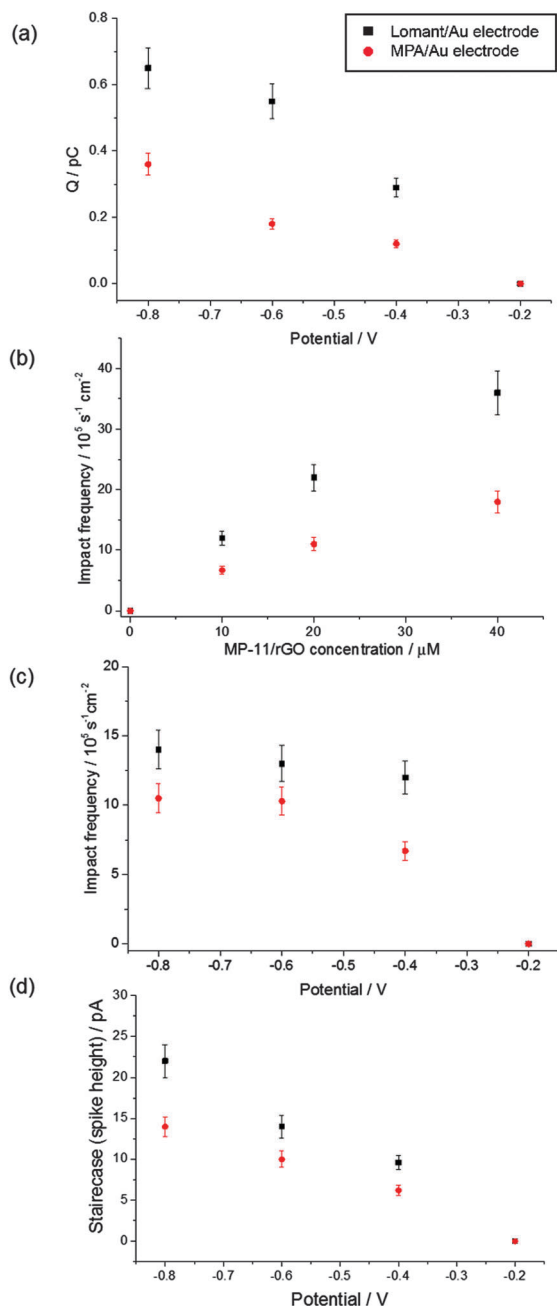 (a)
Lomant/Au electrode
MPA/Au electrode
0.8
0.6
0.4
0.2
0.0
Q / pC
-0.8 -0.7 -0.6 -0.5 -0.4 -0.3 -0.2
Potential / V
(b)
40
30
20
10
0
Impact frequency / 10⁵ s⁻¹ cm⁻²
0 10 20 30 40
MP-11/rGO concentration / μM
(c)
20
15
10
5
0
Impact frequency / 10⁵ s⁻¹cm⁻²
-0.8 -0.7 -0.6 -0.5 -0.4 -0.3 -0.2
Potential / V
(d)
30
25
20
15
10
5
0
Stairecase (spike height) / pA
-0.8 -0.7 -0.6 -0.5 -0.4 -0.3 -0.2
Potential / V